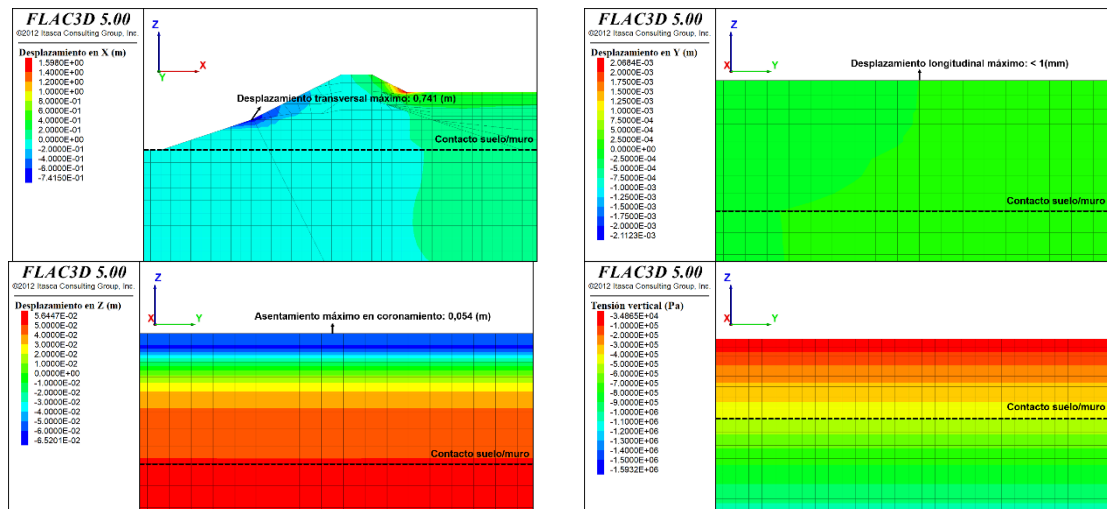 FLAC3D 5.00
©2012 Itasca Consulting Group, Inc.
Desplazamiento en X (m)
1.5980E+00
1.4000E+00
1.2000E+00
1.0000E+00
8.0000E-01
6.0000E-01
4.0000E-01
2.0000E-01
0.0000E+00
-2.0000E-01
-4.0000E-01
-6.0000E-01
-7.4150E-01
Z
X
Y
Desplazamiento transversal máximo: 0,741 (m)
Contacto suelo/muro
FLAC3D 5.00
©2012 Itasca Consulting Group, Inc.
Desplazamiento en Y (m)
2.0684E-03
2.0000E-03
1.7500E-03
1.5000E-03
1.2500E-03
1.0000E-03
7.5000E-04
5.0000E-04
2.5000E-04
0.0000E+00
-2.5000E-04
-5.0000E-04
-7.5000E-04
-1.0000E-03
-1.2500E-03
-1.5000E-03
-1.7500E-03
-2.0000E-03
-2.1123E-03
Z
X
Y
Desplazamiento longitudinal máximo: < 1(mm)
Contacto suelo/muro
FLAC3D 5.00
©2012 Itasca Consulting Group, Inc.
Desplazamiento en Z (m)
5.6447E-02
5.0000E-02
4.0000E-02
3.0000E-02
2.0000E-02
1.0000E-02
0.0000E+00
-1.0000E-02
-2.0000E-02
-3.0000E-02
-4.0000E-02
-5.0000E-02
-6.0000E-02
-6.5201E-02
Z
X
Y
Asentamiento máximo en coronamiento: 0,054 (m)
Contacto suelo/muro
FLAC3D 5.00
©2012 Itasca Consulting Group, Inc.
Tensión vertical (Pa)
-3.4865E+04
-1.0000E+05
-2.0000E+05
-3.0000E+05
-4.0000E+05
-5.0000E+05
-6.0000E+05
-7.0000E+05
-8.0000E+05
-9.0000E+05
-1.0000E+06
-1.1000E+06
-1.2000E+06
-1.3000E+06
-1.4000E+06
-1.5000E+06
-1.5932E+06
Z
X
Y
Contacto suelo/muro